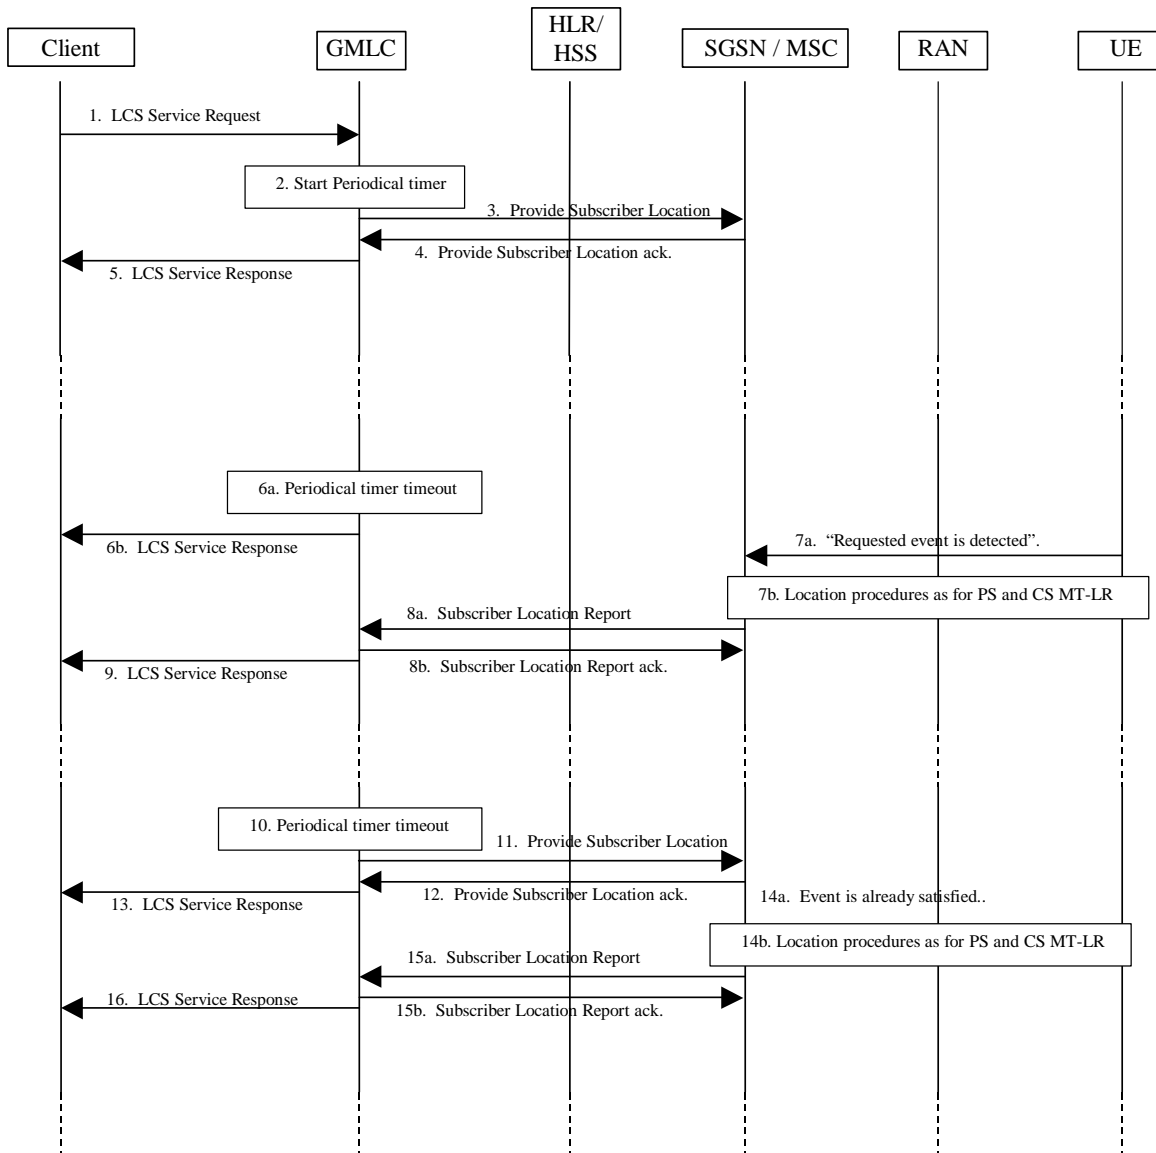 Client
GMLC
HLR/
HSS
SGSN / MSC
RAN
UE
1. LCS Service Request
2. Start Periodical timer
3. Provide Subscriber Location
4. Provide Subscriber Location ack.
5. LCS Service Response
6a. Periodical timer timeout
6b. LCS Service Response
7a. “Requested event is detected”.
7b. Location procedures as for PS and CS MT-LR
8a. Subscriber Location Report
8b. Subscriber Location Report ack.
9. LCS Service Response
10. Periodical timer timeout
11. Provide Subscriber Location
12. Provide Subscriber Location ack.
13. LCS Service Response
14a. Event is already satisfied..
14b. Location procedures as for PS and CS MT-LR
15a. Subscriber Location Report
16. LCS Service Response
15b. Subscriber Location Report ack.